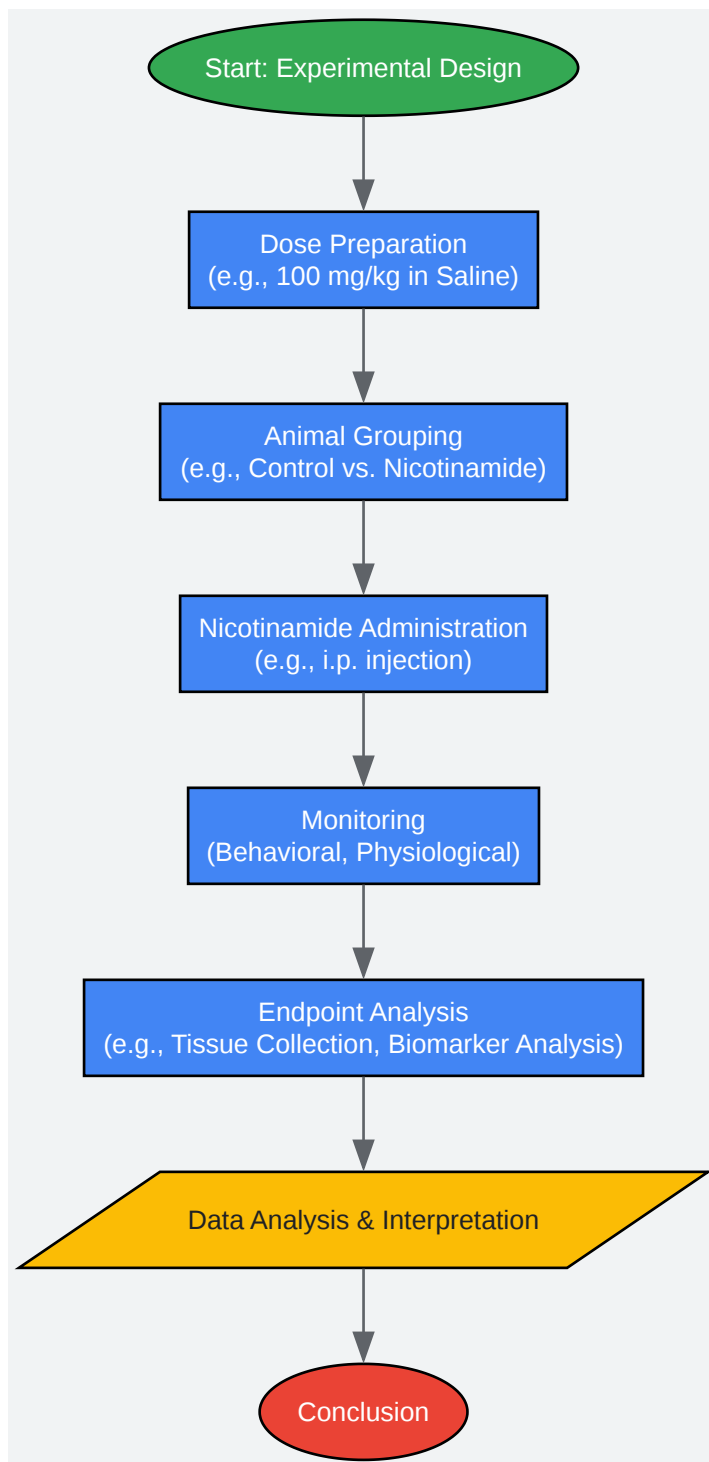 Start: Experimental Design
Dose Preparation
(e.g., 100 mg/kg in Saline)
Animal Grouping
(e.g., Control vs. Nicotinamide)
Nicotinamide Administration
(e.g., i.p. injection)
Monitoring
(Behavioral, Physiological)
Endpoint Analysis
(e.g., Tissue Collection, Biomarker Analysis)
Data Analysis & Interpretation
Conclusion